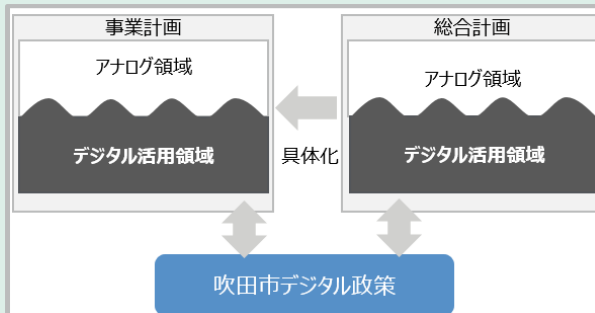 事業計画
アナログ領域
デジタル活用領域
具体化
総合計画
アナログ領域
デジタル活用領域
吹田市デジタル政策